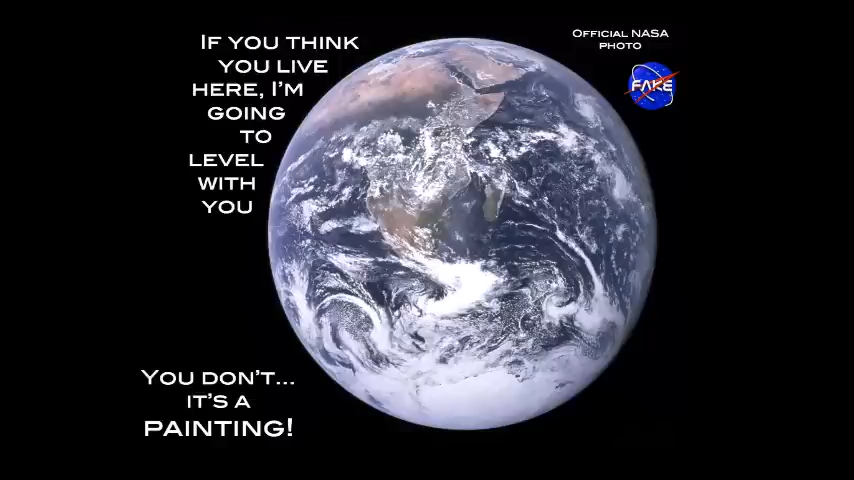 If you think
you live
here, I'm
going
to
level
with
you
Official NASA
photo
FAKE
You don't...
it's a
painting!